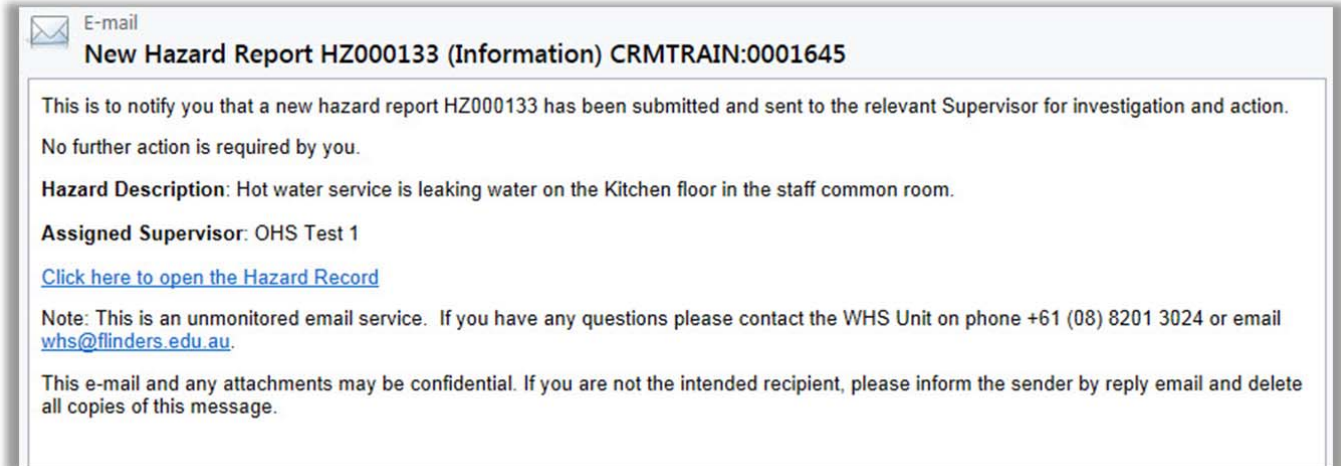 E-mail
New Hazard Report HZ000133 (Information) CRMTRAIN:0001645
This is to notify you that a new hazard report HZ000133 has been submitted and sent to the relevant Supervisor for investigation and action.
No further action is required by you.
Hazard Description: Hot water service is leaking water on the Kitchen floor in the staff common room.
Assigned Supervisor: OHS Test 1
Click here to open the Hazard Record
Note: This is an unmonitored email service.  If you have any questions please contact the WHS Unit on phone +61 (08) 8201 3024 or email
whs@flinders.edu.au.
This e-mail and any attachments may be confidential. If you are not the intended recipient, please inform the sender by reply email and delete
all copies of this message.